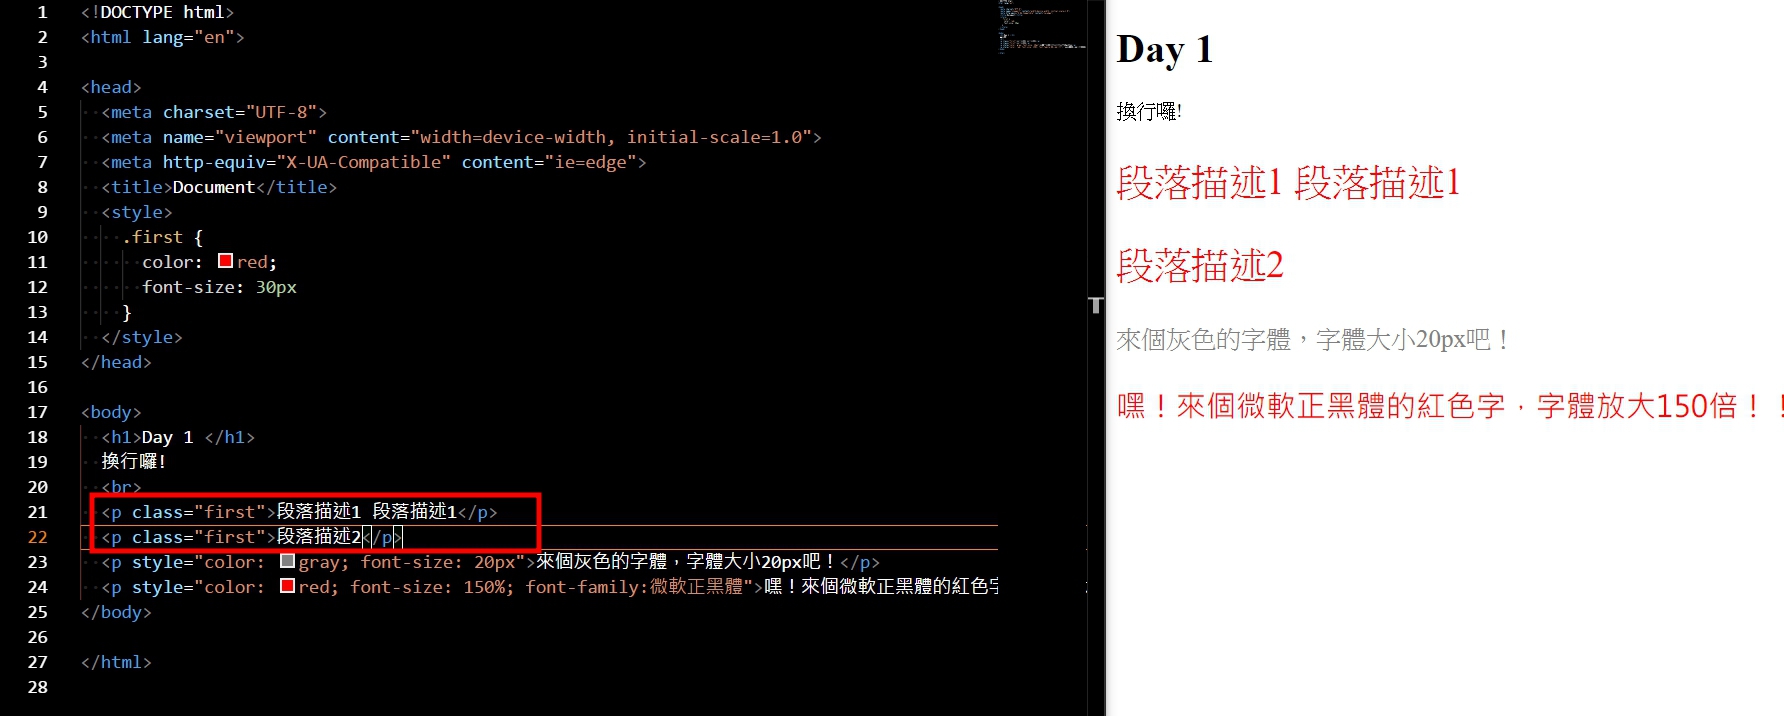 1 <!DOCTYPE html>
2 <html lang="en">
3
4 <head>
5 <meta charset="UTF-8">
6 <meta name="viewport" content="width=device-width, initial-scale=1.0">
7 <meta http-equiv="X-UA-Compatible" content="ie=edge">
8 <title>Document</title>
9 <style>
10 .first {
11 color: red;
12 font-size: 30px
13 }
14 </style>
15 </head>
16
17 <body>
18 <h1>Day 1 </h1>
19 換行囉!
20 <br>
21 <p class="first">段落描述1 段落描述1</p>
22 <p class="first">段落描述2</p>
23 <p style="color: gray; font-size: 20px">來個灰色的字體，字體大小20px吧！</p>
24 <p style="color: red; font-size: 150%; font-family:微軟正黑體">嘿！來個微軟正黑體的紅色字
25 </body>
26
27 </html>
28
Day 1
換行囉!
段落描述1 段落描述1
段落描述2
來個灰色的字體，字體大小20px吧！
嘿！來個微軟正黑體的紅色字，字體放大150倍！！